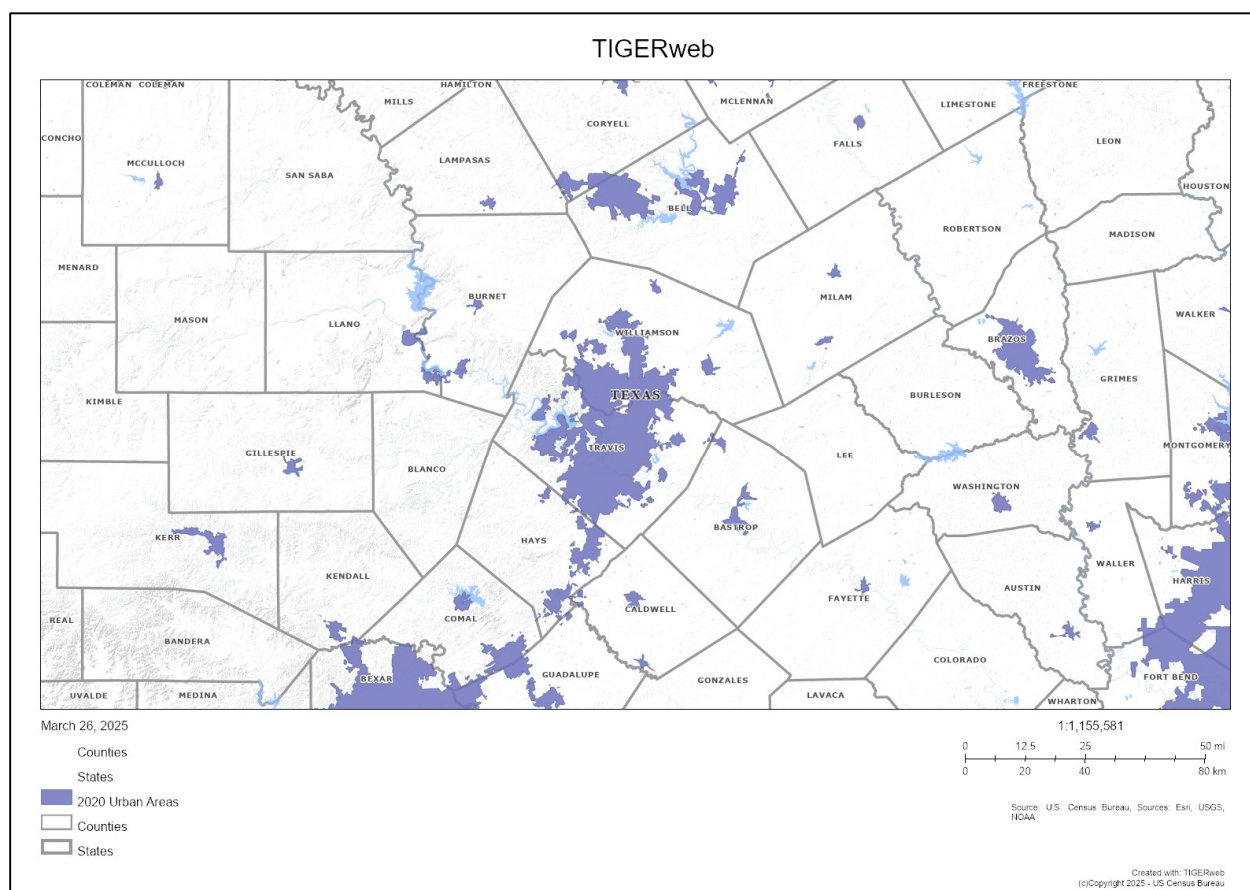 TIGERweb
COLEMAN COLEMAN
HAMILTON
MILLS
MCLENNAN
FREESTONE
LIMESTONE
CONCHO
CORYELL
LEON
FALLS
MCCULLOCH
LAMPASAS
SAN SABA
HOUSTON
BELL
ROBERTSON
MADISON
MENARD
BURNET
MILAM
MASON
LLANO
WILLIAMSON
WALKER
BRAZOS
GRIMES
TEXAS
BURLESON
KIMBLE
TRAVIS
MONTGOMERY
GILLESPIE
LEE
BLANCO
WASHINGTON
BASTROP
KERR
HAYS
WALLER
KENDALL
HARRIS
AUSTIN
FAYETTE
CALDWELL
REAL
COMAL
BANDERA
COLORADO
GUADALUPE
BEXAR
GONZALES
FORT BEND
UVALDE
MEDINA
LAVACA
WHARTON
March 26, 2025
1:1,155,581
Counties
States
2020 Urban Areas
Counties
States
0 12.5 25 50 mi
0 20 40 80 km
Source: U.S. Census Bureau, Sources: Esri, USGS,
NOAA
Created with: TIGERweb
(c)Copyright 2025 - US Census Bureau